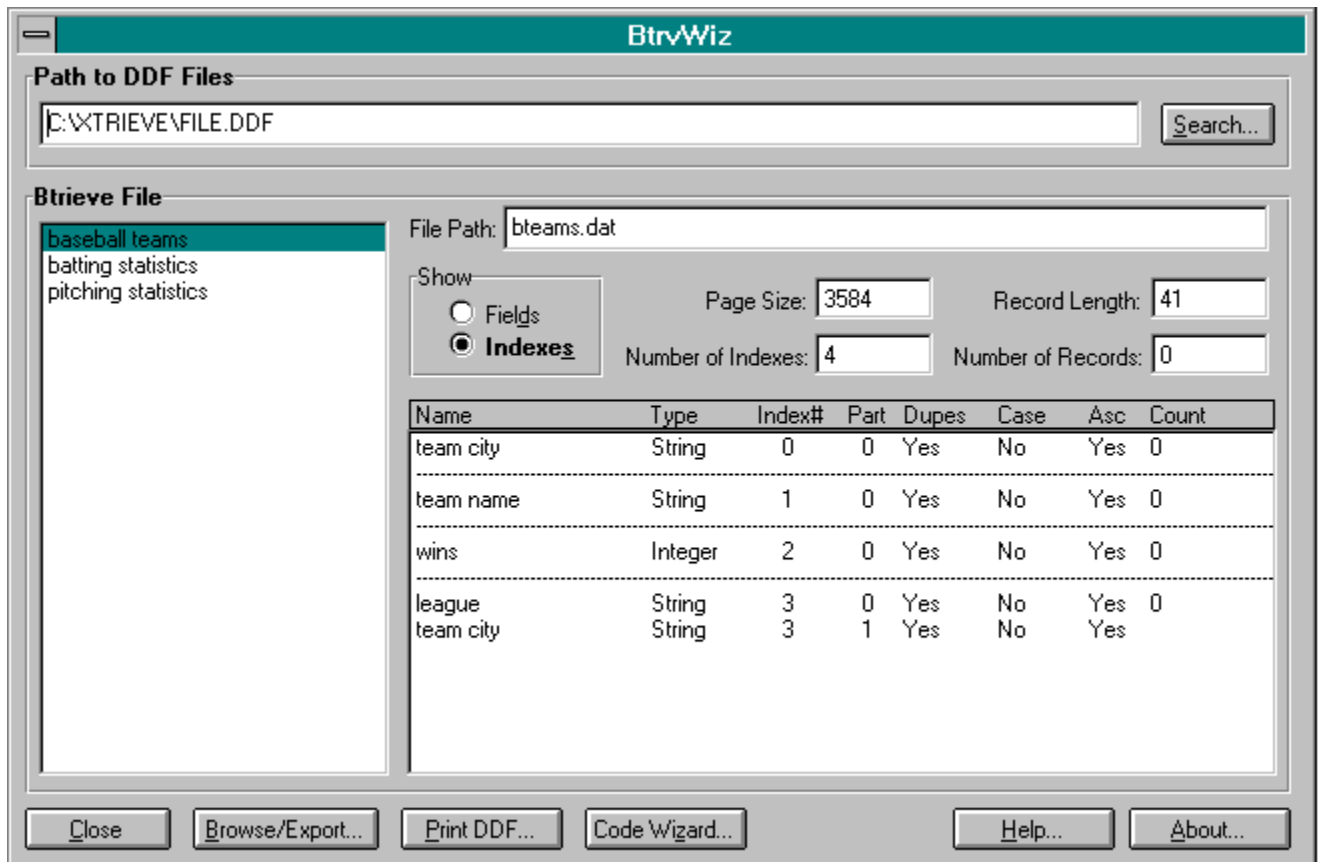 BtrvWiz
Path to DDF Files
C:\XTRIEVE\FILE.DDF
Search...
Btrieve File
baseball teams
batting statistics
pitching statistics
File Path: bteams.dat
Show
Fields
Indexes
Page Size: 3584 Record Length: 41
Number of Indexes: 4 Number of Records: 0
Name Type Index# Part Dupes Case Asc Count
team city String 0 0 Yes No Yes 0
team name String 1 0 Yes No Yes 0
wins Integer 2 0 Yes No Yes 0
league String 3 0 Yes No Yes 0
team city String 3 1 Yes No Yes
Close Browse/Export... Print DDF... Code Wizard... Help... About...